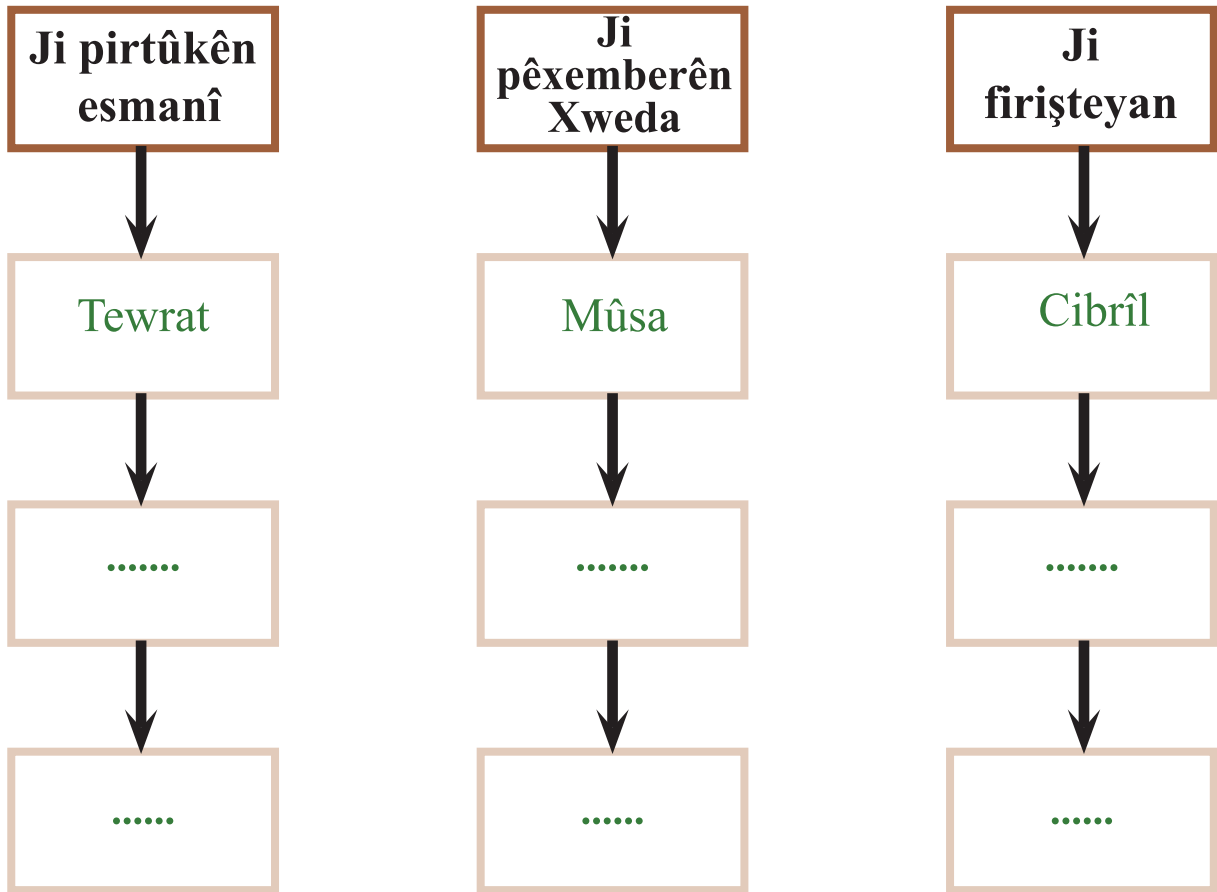 Ji pirtûkên
esmanî
Ji
pêxemberên
Xweda
Ji
firişteyan
Tewrat
Mûsa
Cibrîl
.......
.......
.......
......
......
......